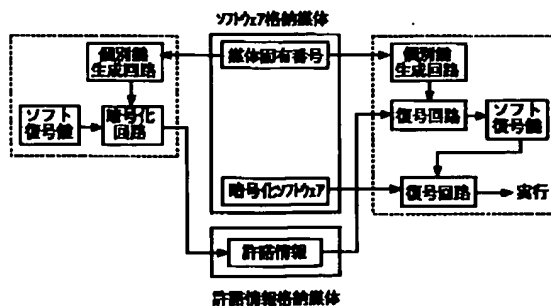 ソフトウェア格納媒体
個別鍵
生成回路
媒体固有番号
個別鍵
生成回路
ソフト
復号鍵
暗号化
回路
復号回路
ソフト
復号鍵
暗号化ソフトウェア
復号回路
実行
許諾情報
許諾情報格納媒体